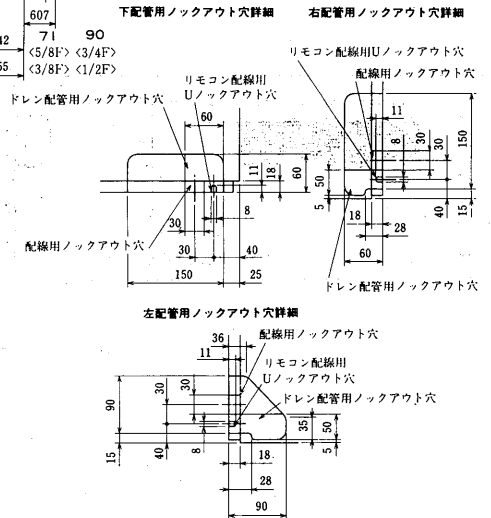 607
42
71 90
〈5/8F〉〈3/4F〉
55
〈3/8F〉〈1/2F〉
下配管用ノックアウト穴詳細
リモコン配線用
Uノックアウト穴
ドレン配管用ノックアウト穴
60
11
18
60
8
配線用ノックアウト穴
30
30
40
150
25
右配管用ノックアウト穴詳細
リモコン配線用Uノックアウト穴
配線用ノックアウト穴
11
8
30
30
150
50
5
40
15
18
28
60
ドレン配管用ノックアウト穴
左配管用ノックアウト穴詳細
36
配線用ノックアウト穴
11
リモコン配線用
Uノックアウト穴
ドレン配管用ノックアウト穴
30
30
90
35
50
15
40
8
5
18
28
90